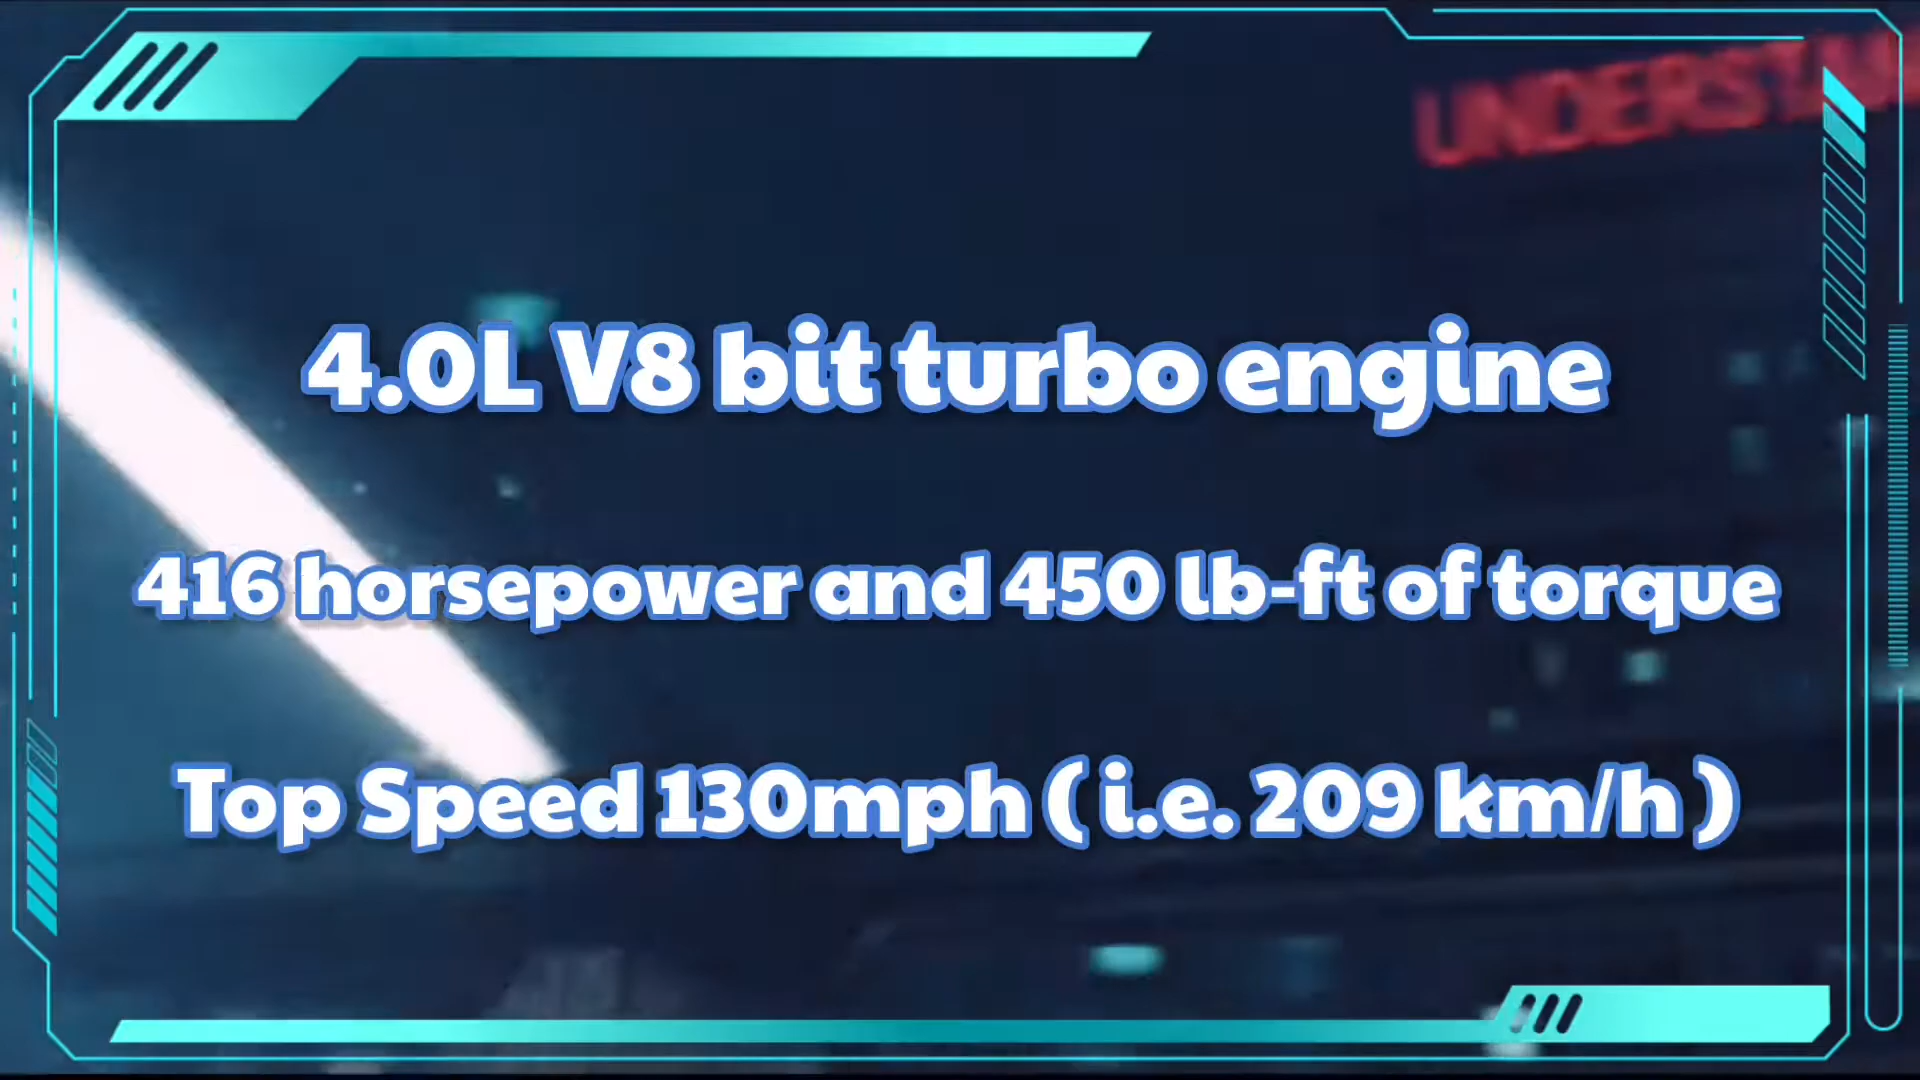 4.0L V8 bit turbo engine
416 horsepower and 450 lb-ft of torque
Top Speed 130mph ( i.e. 209 km/h )